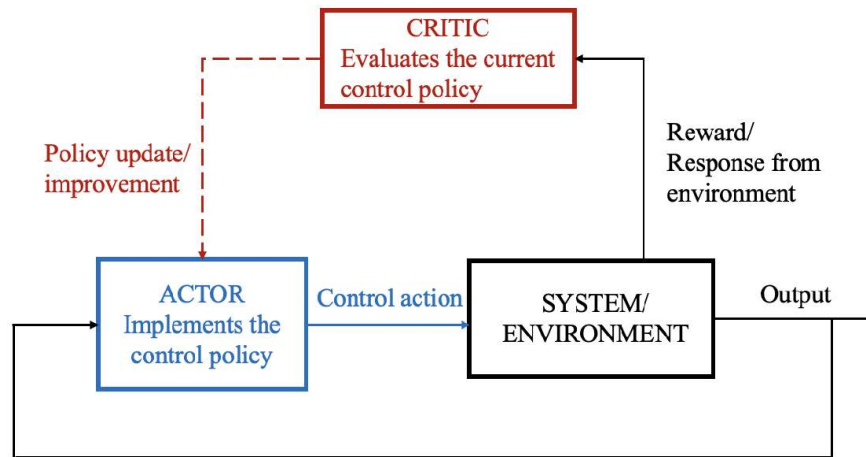 CRITIC
Evaluates the current
control policy
Policy update/
improvement
Reward/
Response from
environment
ACTOR
Implements the
control policy
Control action
SYSTEM/
ENVIRONMENT
Output